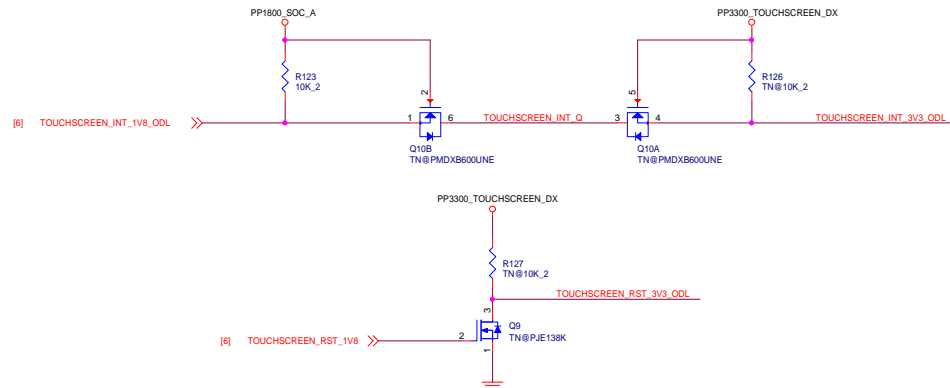 PP1800_SOC_A
PP3300_TOUCHSCREEN_DX
R123
10K_2
R126
TN@10K_2
2
5
[6] TOUCHSCREEN_INT_1V8_ODL
1
6
TOUCHSCREEN_INT_Q
3
4
TOUCHSCREEN_INT_3V3_ODL
Q10B
TN@PMDXB600UNE
Q10A
TN@PMDXB600UNE
PP3300_TOUCHSCREEN_DX
R127
TN@10K_2
TOUCHSCREEN_RST_3V3_ODL
3
Q9
TN@PJE138K
[6] TOUCHSCREEN_RST_1V8
2
1